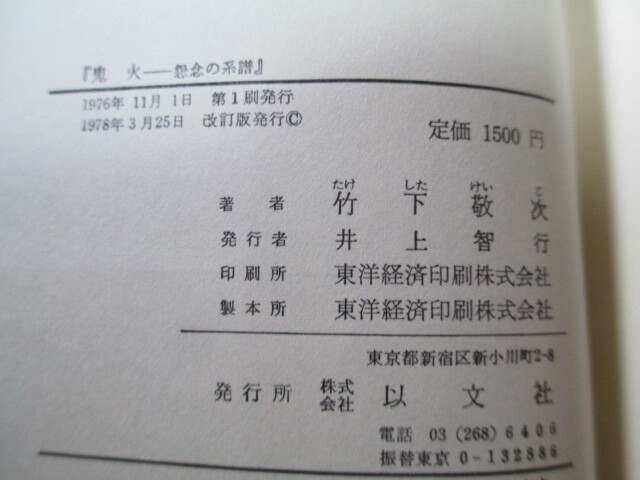 『鬼 火――怨念の系譜』
1976年 11月 1日 第1刷発行
1978年 3月25日 改訂版発行Ⓒ
定価 1500 円
たけ した けい じ
著者 竹下敬次
発行者 井上智行
印刷所 東洋経済印刷株式会社
製本所 東洋経済印刷株式会社
東京都新宿区新小川町2-8
発行所 株式会社 以文社
電話 03 (268) 6406
振替東京 0-132886